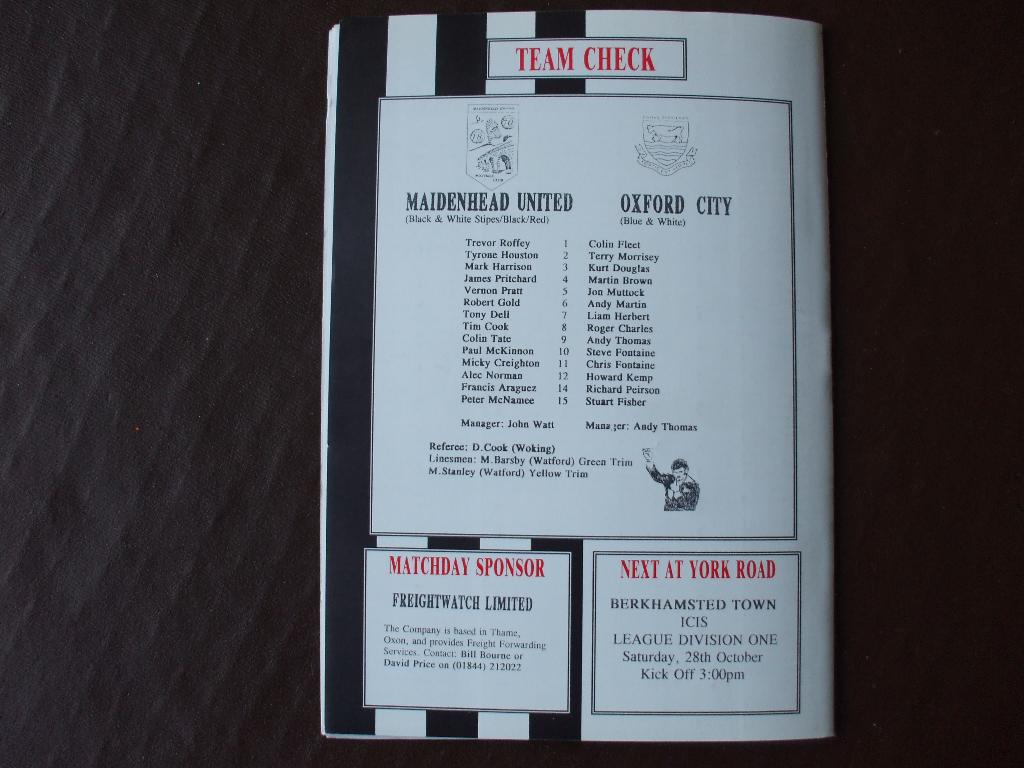 TEAM CHECK
MAIDENHEAD UNITED
(Black & White Stipes/Black/Red)
OXFORD CITY
(Blue & White)
Trevor Roffey 1 Colin Fleet
Tyrone Houston 2 Terry Morrisey
Mark Harrison 3 Kurt Douglas
James Pritchard 4 Martin Brown
Vernon Pratt 5 Jon Muttock
Robert Gold 6 Andy Martin
Tony Dell 7 Liam Herbert
Tim Cook 8 Roger Charles
Colin Tate 9 Andy Thomas
Paul McKinnon 10 Steve Fontaine
Micky Creighton 11 Chris Fontaine
Alec Norman 12 Howard Kemp
Francis Araguez 14 Richard Peirson
Peter McNamee 15 Stuart Fisher
Manager: John Watt Manager: Andy Thomas
Referee: D.Cook (Woking)
Linesmen: M.Barsby (Watford) Green Trim
M.Stanley (Watford) Yellow Trim
MATCHDAY SPONSOR
FREIGHTWATCH LIMITED
The Company is based in Thame,
Oxon, and provides Freight Forwarding
Services. Contact: Bill Bourne or
David Price on (01844) 212022
NEXT AT YORK ROAD
BERKHAMSTED TOWN
ICIS
LEAGUE DIVISION ONE
Saturday, 28th October
Kick Off 3:00pm